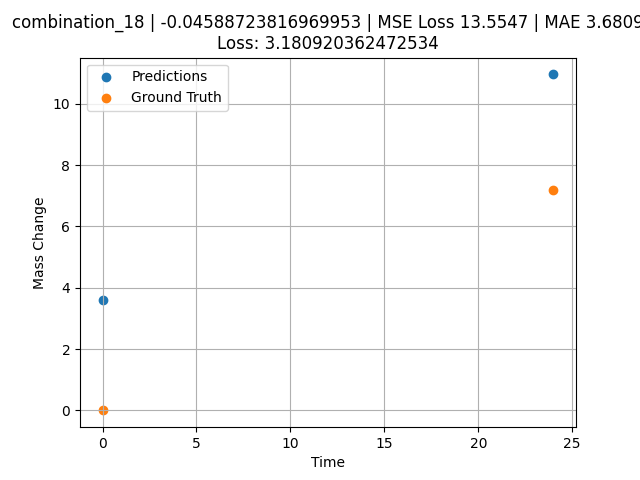 combination_18 | -0.04588723816969953 | MSE Loss 13.5547 | MAE 3.6809
Loss: 3.180920362472534
Predictions
Ground Truth
Mass Change
10
8
6
4
2
0
0 5 10 15 20 25
Time